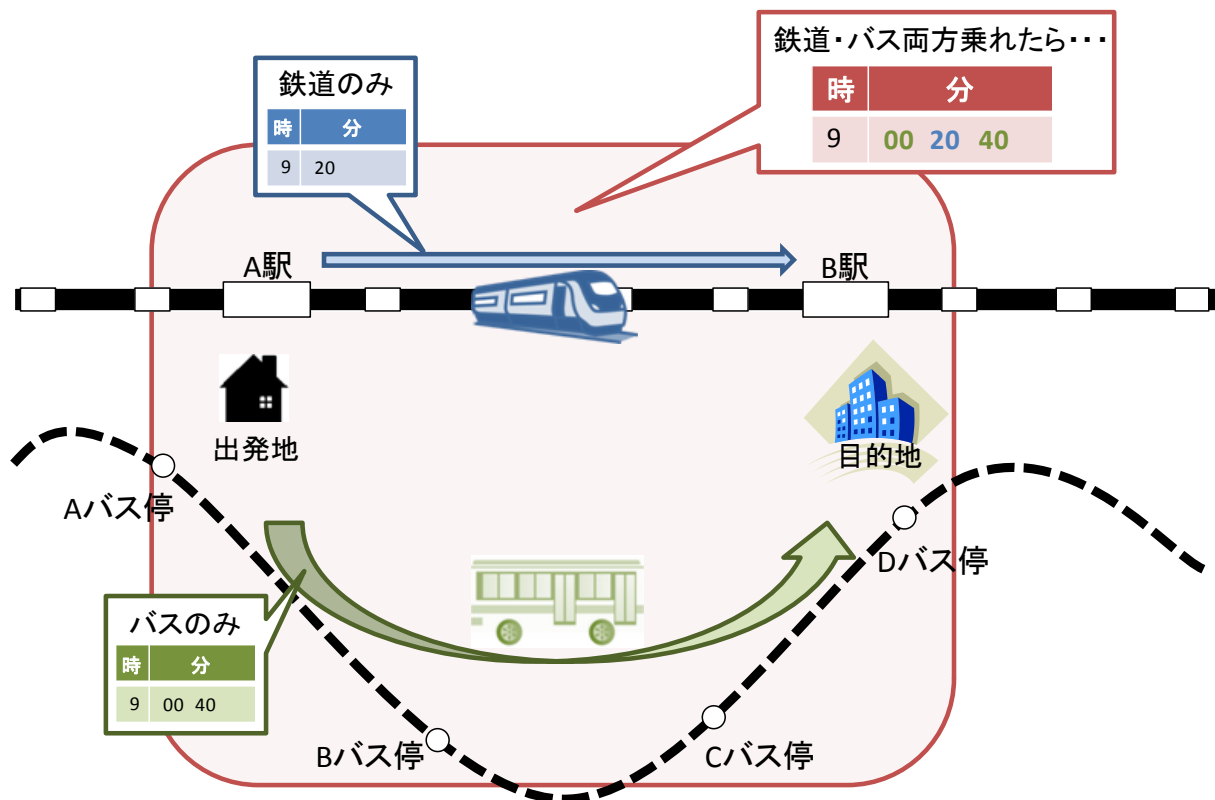 鉄道・バス両方乗れたら・・・
時 分
9 00 20 40
鉄道のみ
時 分
9 20
A駅
B駅
出発地
目的地
Aバス停
Dバス停
バスのみ
時 分
9 00 40
Bバス停
Cバス停